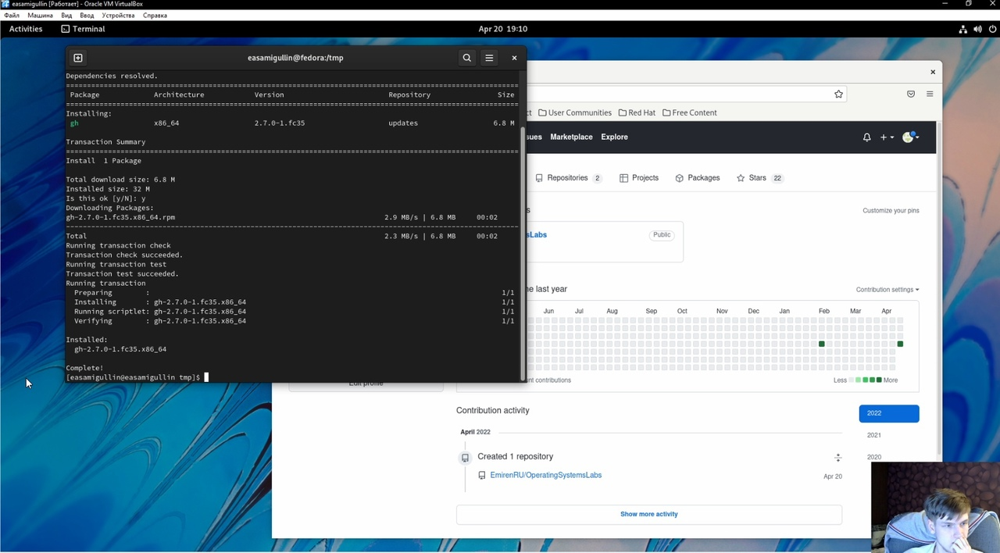 easamigullin [Работает] - Oracle VM VirtualBox
Файл Машина Вид Ввод Устройства Справка
Activities Terminal Apr 20 19:10
easamigullin@fedora:/tmp
Dependencies resolved.
Package Architecture Version Repository Size
Installing:
gh x86_64 2.7.0-1.fc35 updates 6.8 M
Transaction Summary
Install 1 Package
Total download size: 6.8 M
Installed size: 32 M
Is this ok [y/N]: y
Downloading Packages:
gh-2.7.0-1.fc35.x86_64.rpm 2.9 MB/s | 6.8 MB 00:02
Total 2.3 MB/s | 6.8 MB 00:02
Running transaction check
Transaction check succeeded.
Running transaction test
Transaction test succeeded.
Running transaction
Preparing : 1/1
Installing : gh-2.7.0-1.fc35.x86_64 1/1
Running scriptlet: gh-2.7.0-1.fc35.x86_64 1/1
Verifying : gh-2.7.0-1.fc35.x86_64 1/1
Installed:
gh-2.7.0-1.fc35.x86_64
Complete!
[easamigullin@easamigullin tmp]$
User Communities Red Hat Free Content
sues Marketplace Explore
Repositories 2 Projects Packages Stars 22
Customize your pins
sLabs Public
he last year Contribution settings
Jun Jul Aug Sep Oct Nov Dec Jan Feb Mar Apr
unt contributions Less More
Edit profile
Contribution activity
2022
2021
2020
April 2022
Created 1 repository
EmirenRU/OperatingSystemsLabs Apr 20
Show more activity